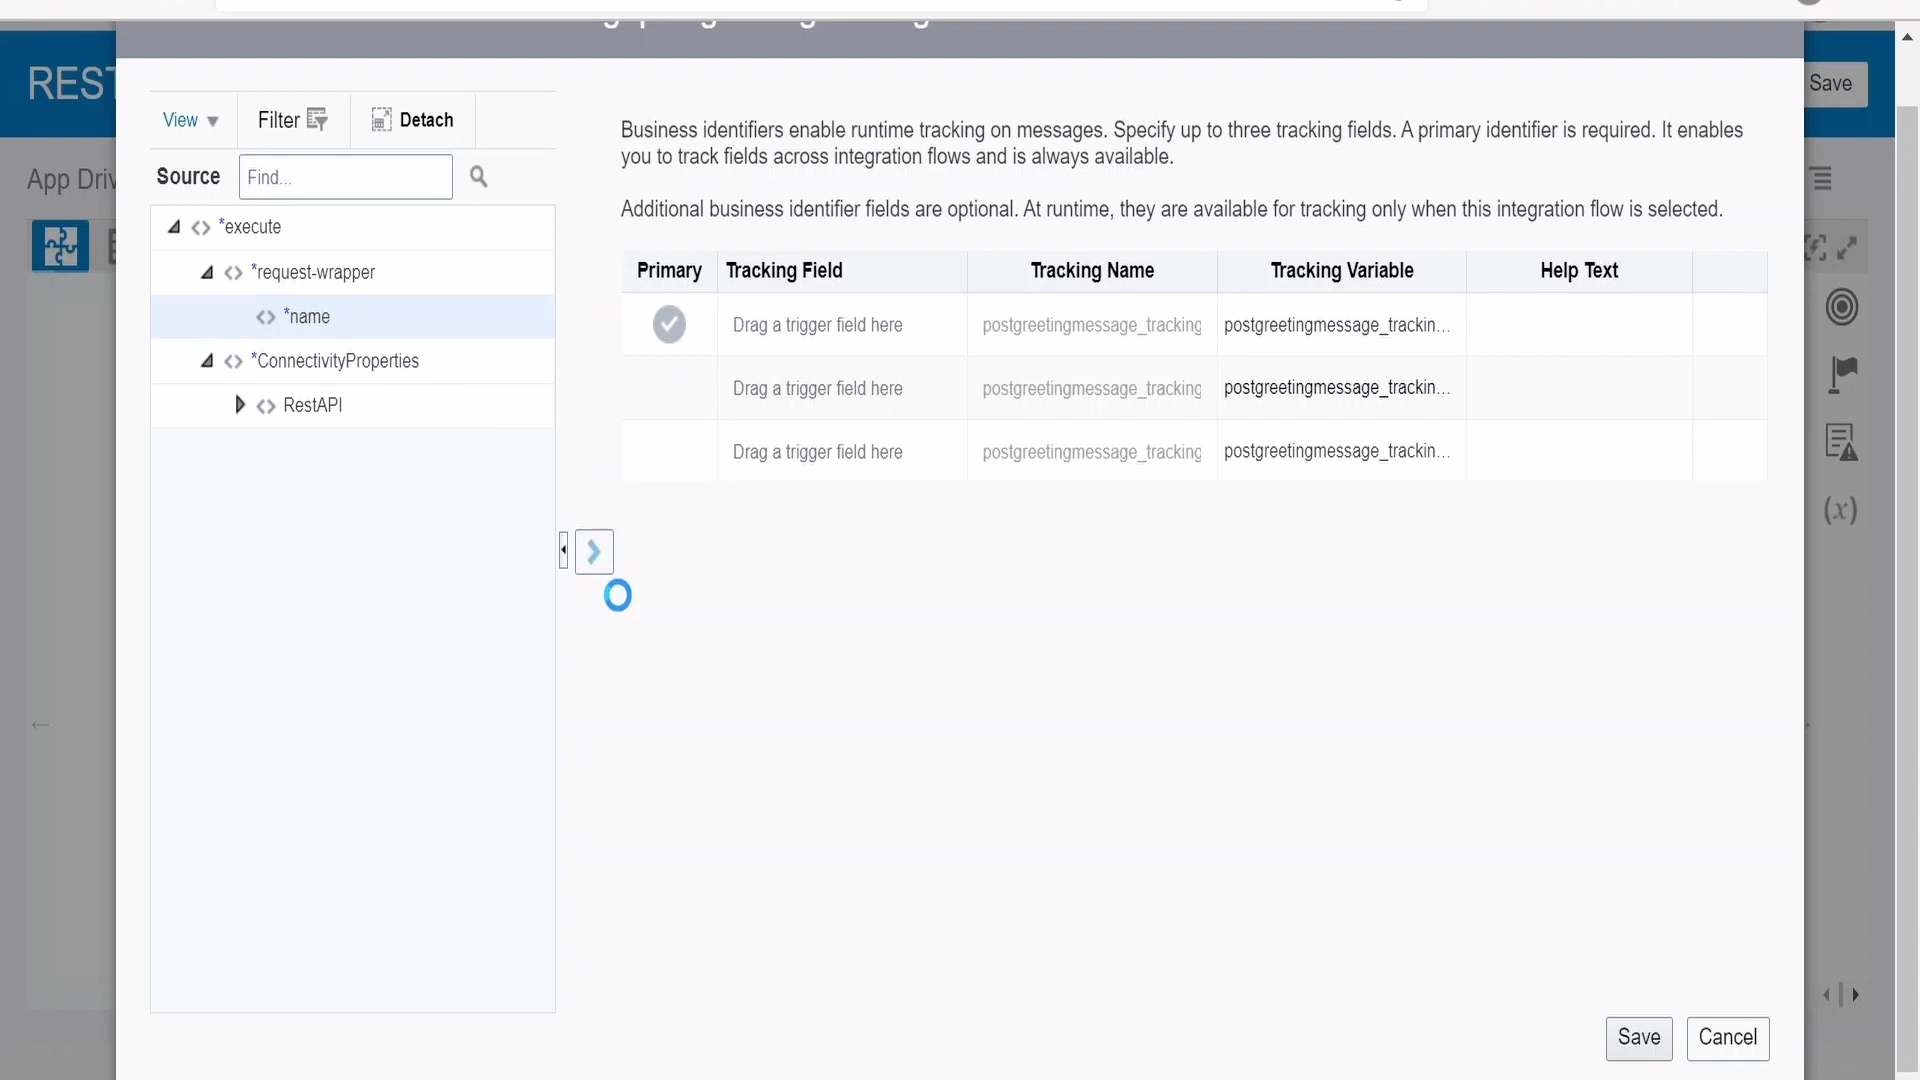 REST
Save
App Driv
View
Filter
Detach
Source
Find...
*execute
*request-wrapper
*name
*ConnectivityProperties
RestAPI
Business identifiers enable runtime tracking on messages. Specify up to three tracking fields. A primary identifier is required. It enables
you to track fields across integration flows and is always available.
Additional business identifier fields are optional. At runtime, they are available for tracking only when this integration flow is selected.
Primary Tracking Field Tracking Name Tracking Variable Help Text
Drag a trigger field here postgreetingmessage_tracking postgreetingmessage_trackin...
Drag a trigger field here postgreetingmessage_tracking postgreetingmessage_trackin...
Drag a trigger field here postgreetingmessage_tracking postgreetingmessage_trackin...
(x)
Save Cancel